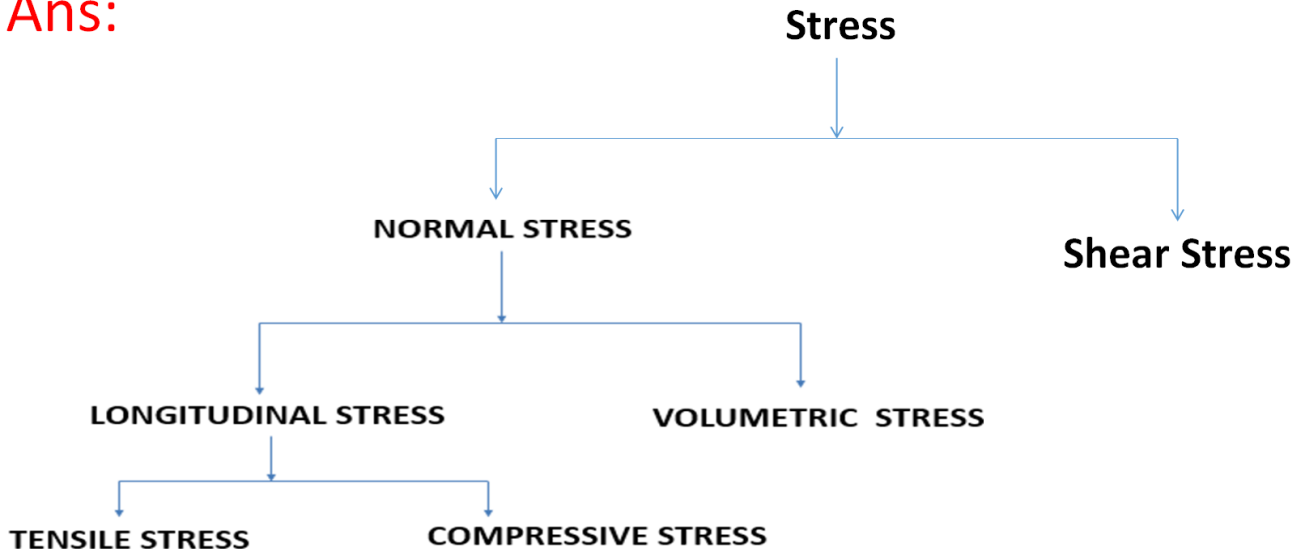 Ans:
Stress
NORMAL STRESS
Shear Stress
LONGITUDINAL STRESS
VOLUMETRIC STRESS
TENSILE STRESS
COMPRESSIVE STRESS